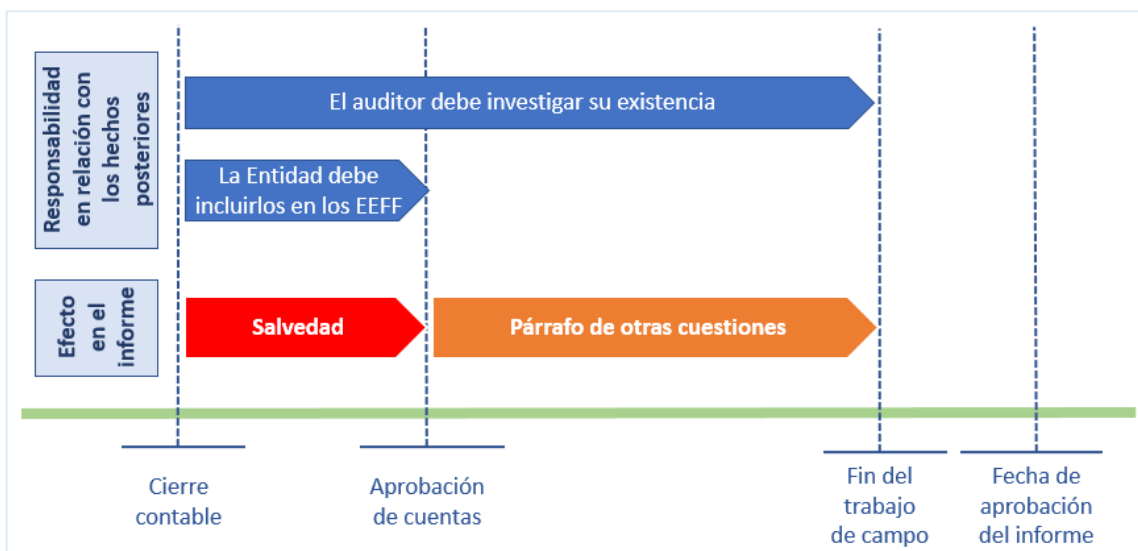 Responsabilidad
en relación con
los hechos
posteriores
El auditor debe investigar su existencia
La Entidad debe
incluirlos en los EEFF
Efecto
en el
informe
Salvedad
Párrafo de otras cuestiones
Cierre
contable
Aprobación
de cuentas
Fin del
trabajo
de campo
Fecha de
aprobación
del informe